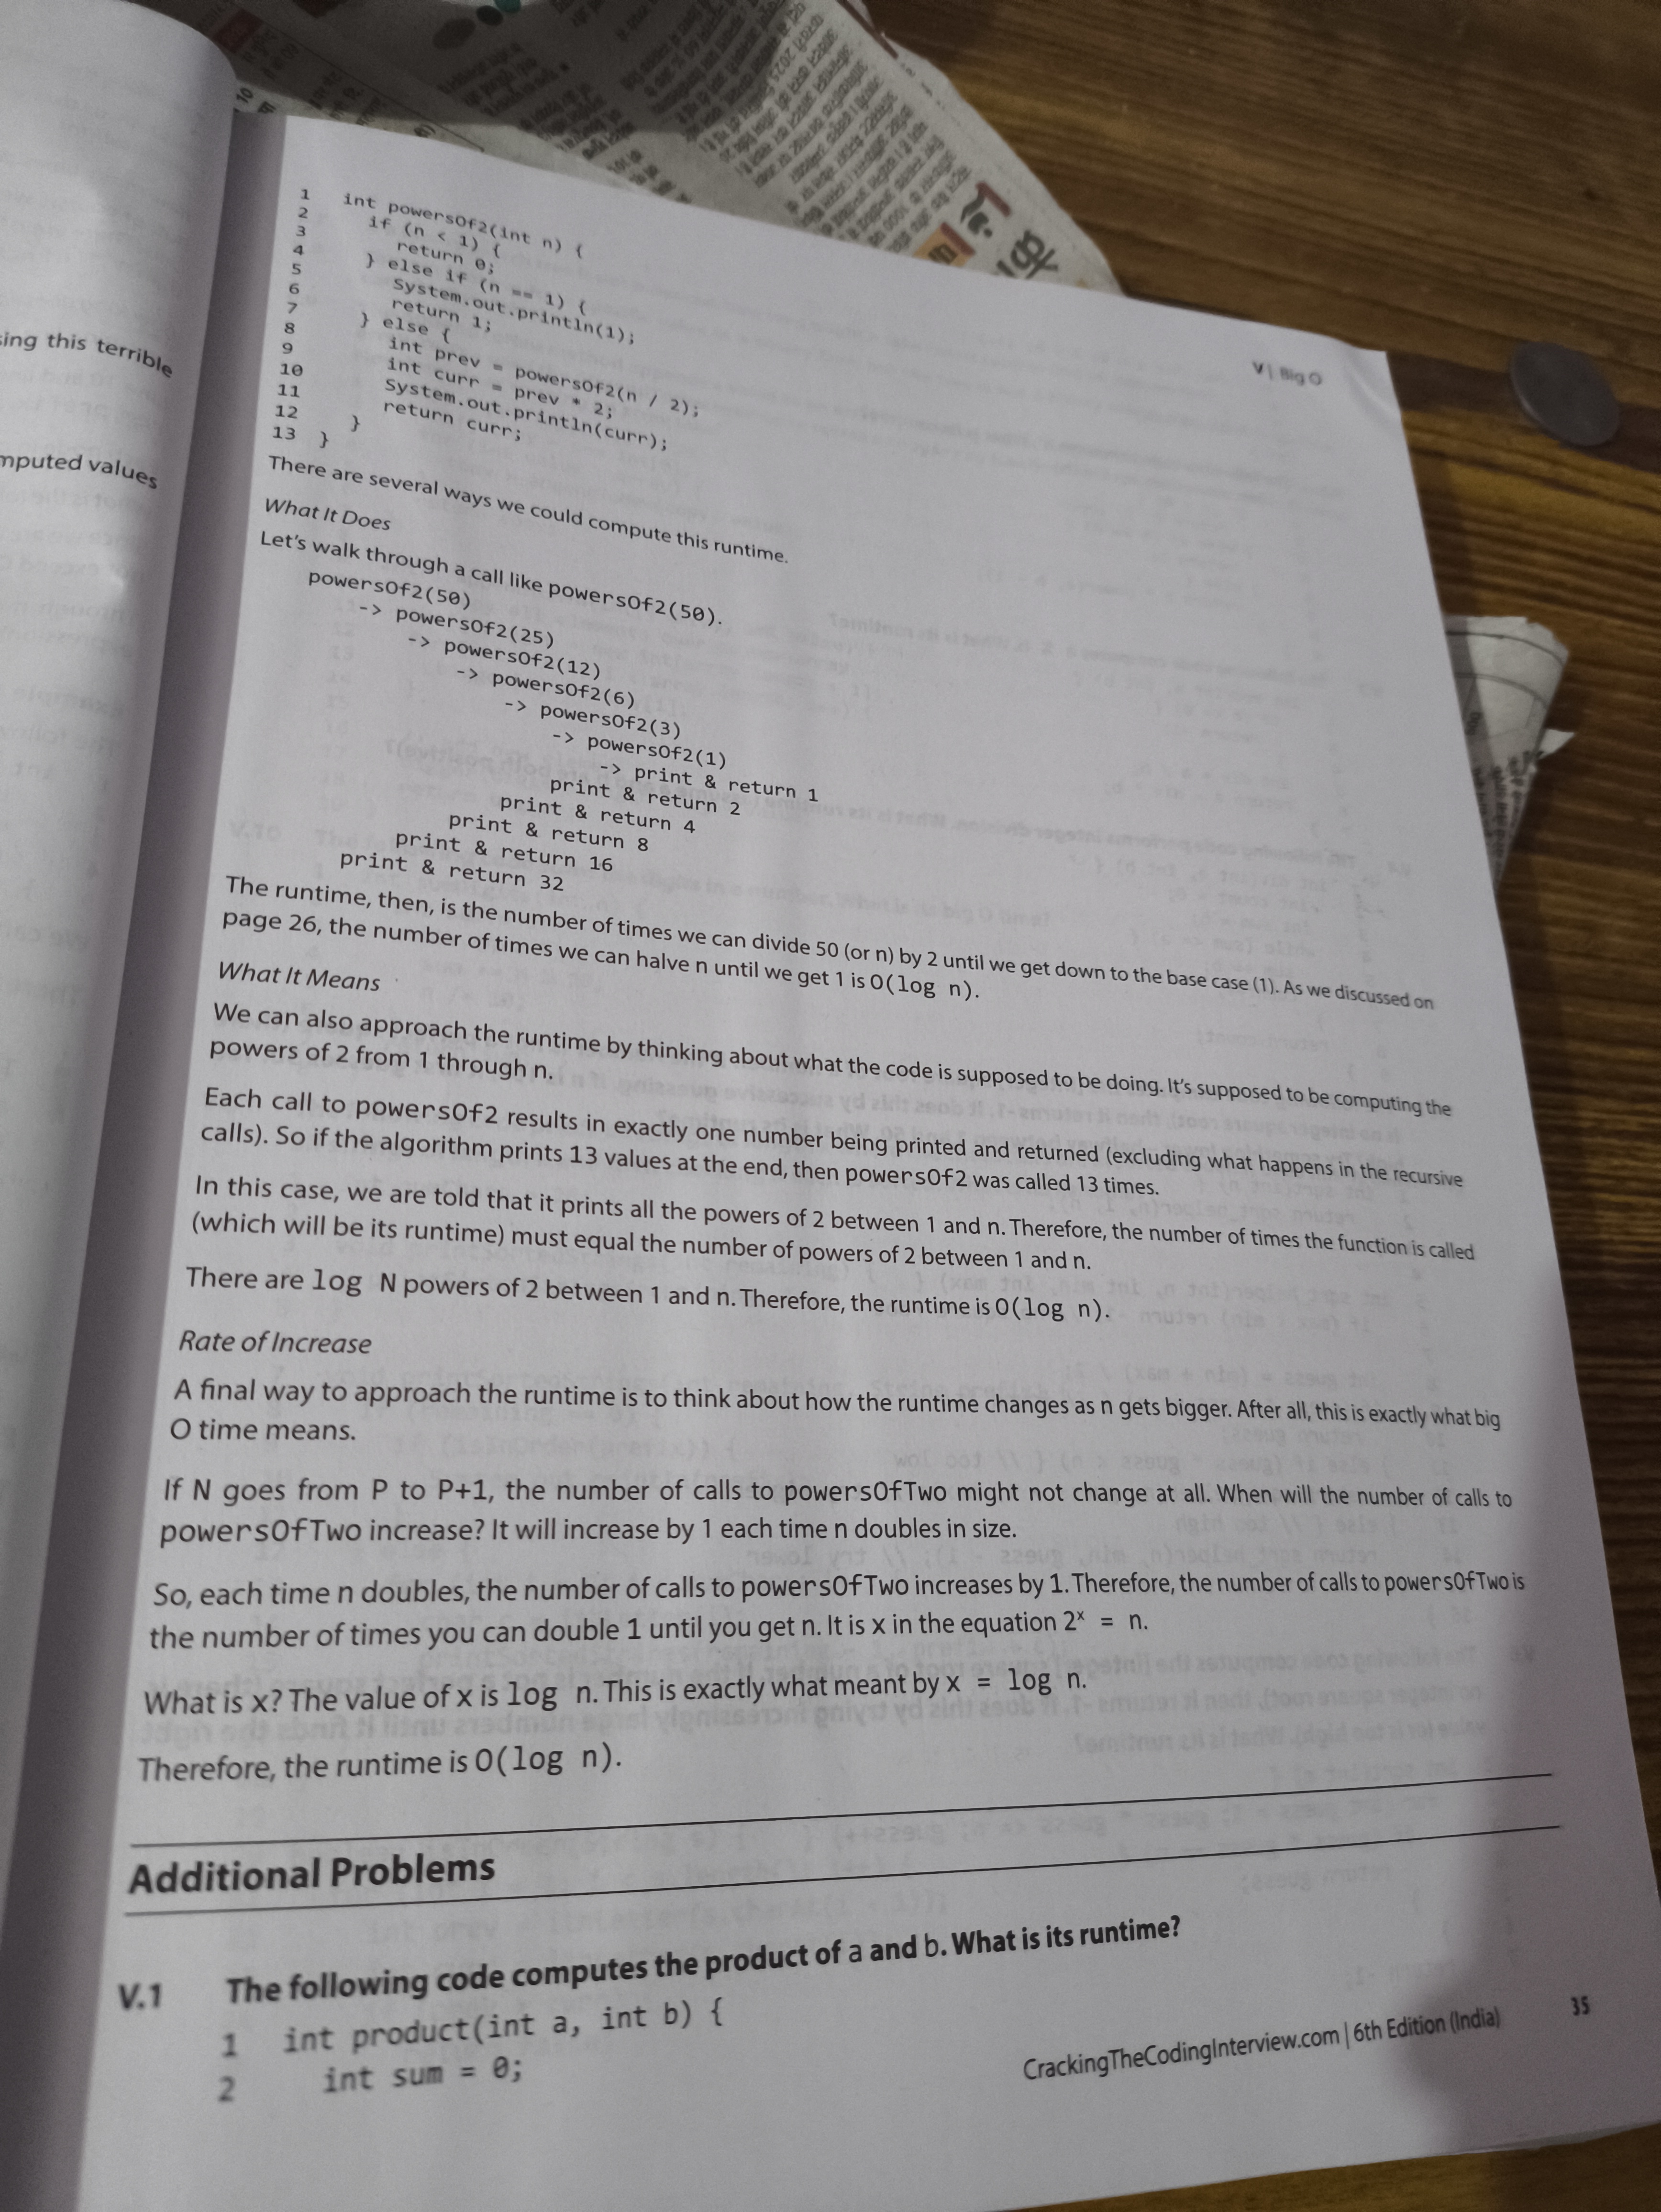 sing this terrible
mputed values
V | Big O
1 int powersOf2(int n) {
2 if (n < 1) {
3 return 0;
4 } else if (n == 1) {
5 System.out.println(1);
6 return 1;
7 } else {
8 int prev = powersOf2(n / 2);
9 int curr = prev * 2;
10 System.out.println(curr);
11 return curr;
12 }
13 }
There are several ways we could compute this runtime.
What It Does
Let's walk through a call like powersOf2(50).
powersOf2(50)
-> powersOf2(25)
-> powersOf2(12)
-> powersOf2(6)
-> powersOf2(3)
-> powersOf2(1)
-> print & return 1
print & return 2
print & return 4
print & return 8
print & return 16
print & return 32
The runtime, then, is the number of times we can divide 50 (or n) by 2 until we get down to the base case (1). As we discussed on
page 26, the number of times we can halve n until we get 1 is O(log n).
What It Means
We can also approach the runtime by thinking about what the code is supposed to be doing. It's supposed to be computing the
powers of 2 from 1 through n.
Each call to powersOf2 results in exactly one number being printed and returned (excluding what happens in the recursive
calls). So if the algorithm prints 13 values at the end, then powersOf2 was called 13 times.
In this case, we are told that it prints all the powers of 2 between 1 and n. Therefore, the number of times the function is called
(which will be its runtime) must equal the number of powers of 2 between 1 and n.
There are log N powers of 2 between 1 and n. Therefore, the runtime is O(log n).
Rate of Increase
A final way to approach the runtime is to think about how the runtime changes as n gets bigger. After all, this is exactly what big
O time means.
If N goes from P to P+1, the number of calls to powersOfTwo might not change at all. When will the number of calls to
powersOfTwo increase? It will increase by 1 each time n doubles in size.
So, each time n doubles, the number of calls to powersOfTwo increases by 1. Therefore, the number of calls to powersOfTwo is
the number of times you can double 1 until you get n. It is x in the equation 2ˣ = n.
What is x? The value of x is log n. This is exactly what meant by x = log n.
Therefore, the runtime is O(log n).
Additional Problems
V.1 The following code computes the product of a and b. What is its runtime?
1 int product(int a, int b) {
2 int sum = 0;
CrackingTheCodingInterview.com | 6th Edition (India) 35